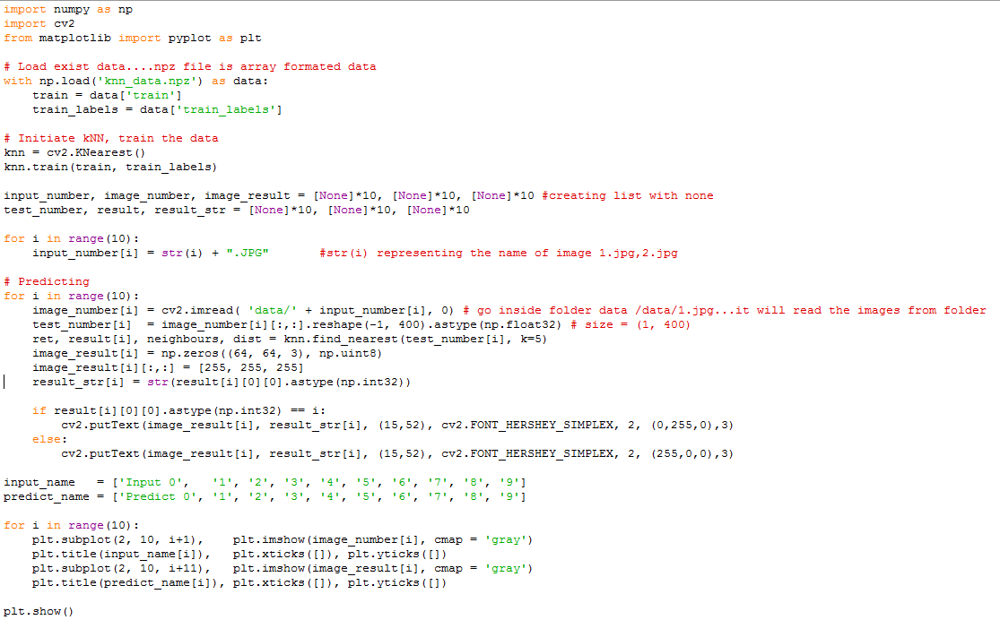 import numpy as np
import cv2
from matplotlib import pyplot as plt

# Load exist data....npz file is array formated data
with np.load('knn_data.npz') as data:
    train = data['train']
    train_labels = data['train_labels']

# Initiate kNN, train the data
knn = cv2.KNearest()
knn.train(train, train_labels)

input_number, image_number, image_result = [None]*10, [None]*10, [None]*10 #creating list with none
test_number, result, result_str = [None]*10, [None]*10, [None]*10

for i in range(10):
    input_number[i] = str(i) + ".JPG"       #str(i) representing the name of image 1.jpg,2.jpg

# Predicting
for i in range(10):
    image_number[i] = cv2.imread( 'data/' + input_number[i], 0) # go inside folder data /data/1.jpg...it will read the images from folder
    test_number[i]  = image_number[i][:,:].reshape(-1, 400).astype(np.float32) # size = (1, 400)
    ret, result[i], neighbours, dist = knn.find_nearest(test_number[i], k=5)
    image_result[i] = np.zeros((64, 64, 3), np.uint8)
    image_result[i][:,:] = [255, 255, 255]
    result_str[i] = str(result[i][0][0].astype(np.int32))

    if result[i][0][0].astype(np.int32) == i:
        cv2.putText(image_result[i], result_str[i], (15,52), cv2.FONT_HERSHEY_SIMPLEX, 2, (0,255,0),3)
    else:
        cv2.putText(image_result[i], result_str[i], (15,52), cv2.FONT_HERSHEY_SIMPLEX, 2, (255,0,0),3)

input_name   = ['Input 0',   '1', '2', '3', '4', '5', '6', '7', '8', '9']
predict_name = ['Predict 0', '1', '2', '3', '4', '5', '6', '7', '8', '9']

for i in range(10):
    plt.subplot(2, 10, i+1),    plt.imshow(image_number[i], cmap = 'gray')
    plt.title(input_name[i]),   plt.xticks([]), plt.yticks([])
    plt.subplot(2, 10, i+11),   plt.imshow(image_result[i], cmap = 'gray')
    plt.title(predict_name[i]), plt.xticks([]), plt.yticks([])

plt.show()